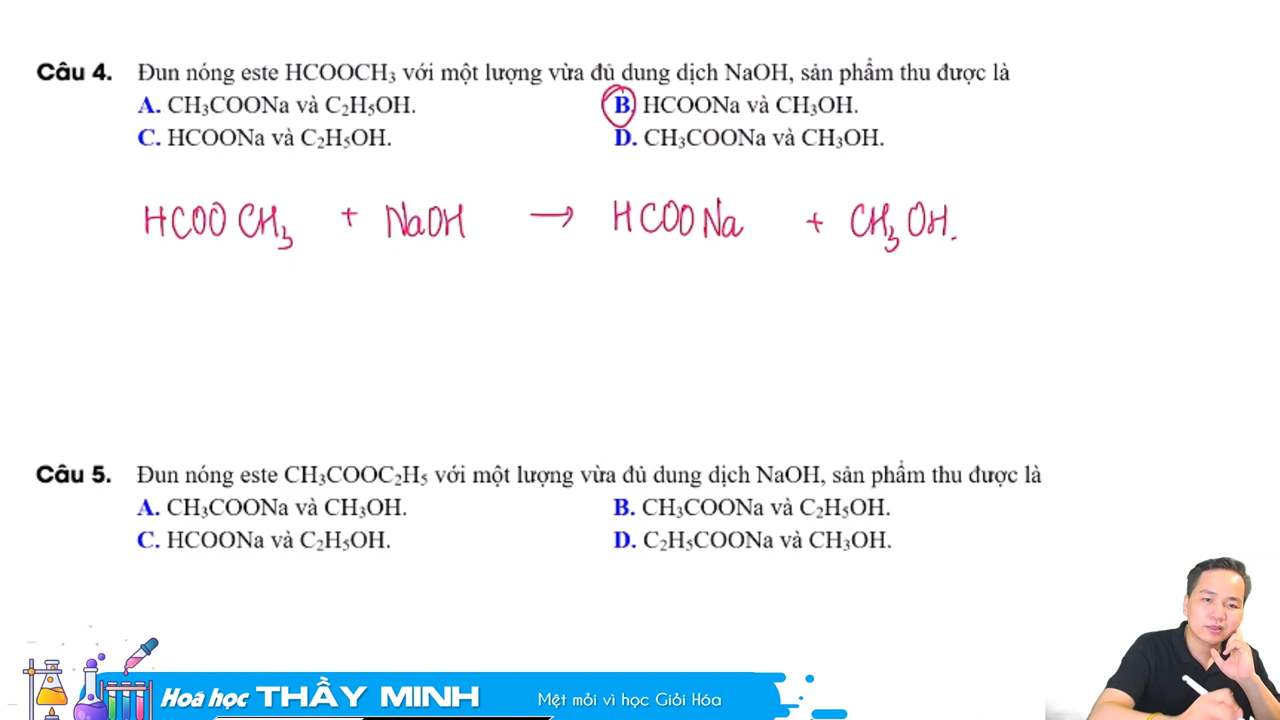 Câu 4. Đun nóng este HCOOCH₃ với một lượng vừa đủ dung dịch NaOH, sản phẩm thu được là
A. CH₃COONa và C₂H₅OH. B. HCOONa và CH₃OH.
C. HCOONa và C₂H₅OH. D. CH₃COONa và CH₃OH.
HCOOCH₃ + NaOH → HCOONa + CH₃OH.
Câu 5. Đun nóng este CH₃COOC₂H₅ với một lượng vừa đủ dung dịch NaOH, sản phẩm thu được là
A. CH₃COONa và CH₃OH. B. CH₃COONa và C₂H₅OH.
C. HCOONa và C₂H₅OH. D. C₂H₅COONa và CH₃OH.
Hoá học THẦY MINH Mệt mỏi vì học Giỏi Hóa